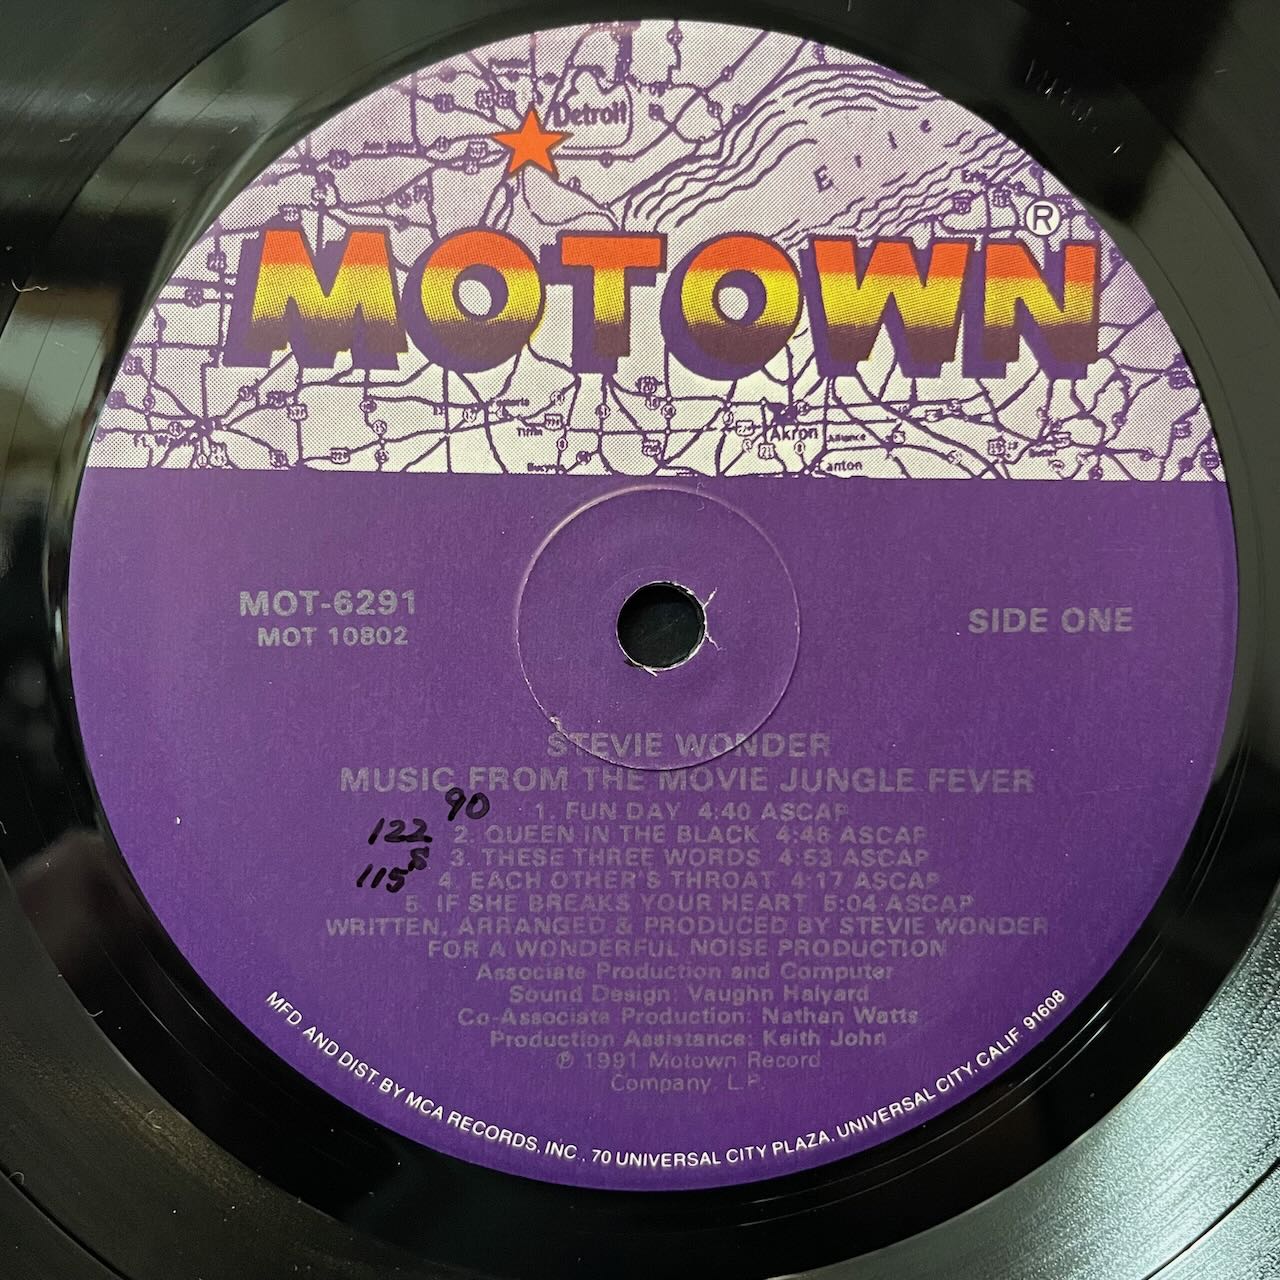 Detroit
Erie
®
MOTOWN
Tiffin
Akron
Alliance
Canton
MOT-6291
MOT 10802
SIDE ONE
STEVIE WONDER
MUSIC FROM THE MOVIE JUNGLE FEVER
90
1. FUN DAY 4:40 ASCAP
122
2. QUEEN IN THE BLACK 4:46 ASCAP
3. THESE THREE WORDS 4:53 ASCAP
115 8
4. EACH OTHER'S THROAT 4:17 ASCAP
5. IF SHE BREAKS YOUR HEART 5:04 ASCAP
WRITTEN, ARRANGED & PRODUCED BY STEVIE WONDER
FOR A WONDERFUL NOISE PRODUCTION
Associate Production and Computer
Sound Design: Vaughn Halyard
Co-Associate Production: Nathan Watts
Production Assistance: Keith John
℗ 1991 Motown Record
Company, L.P.
MFD AND DIST. BY MCA RECORDS, INC., 70 UNIVERSAL CITY PLAZA, UNIVERSAL CITY, CALIF. 91608